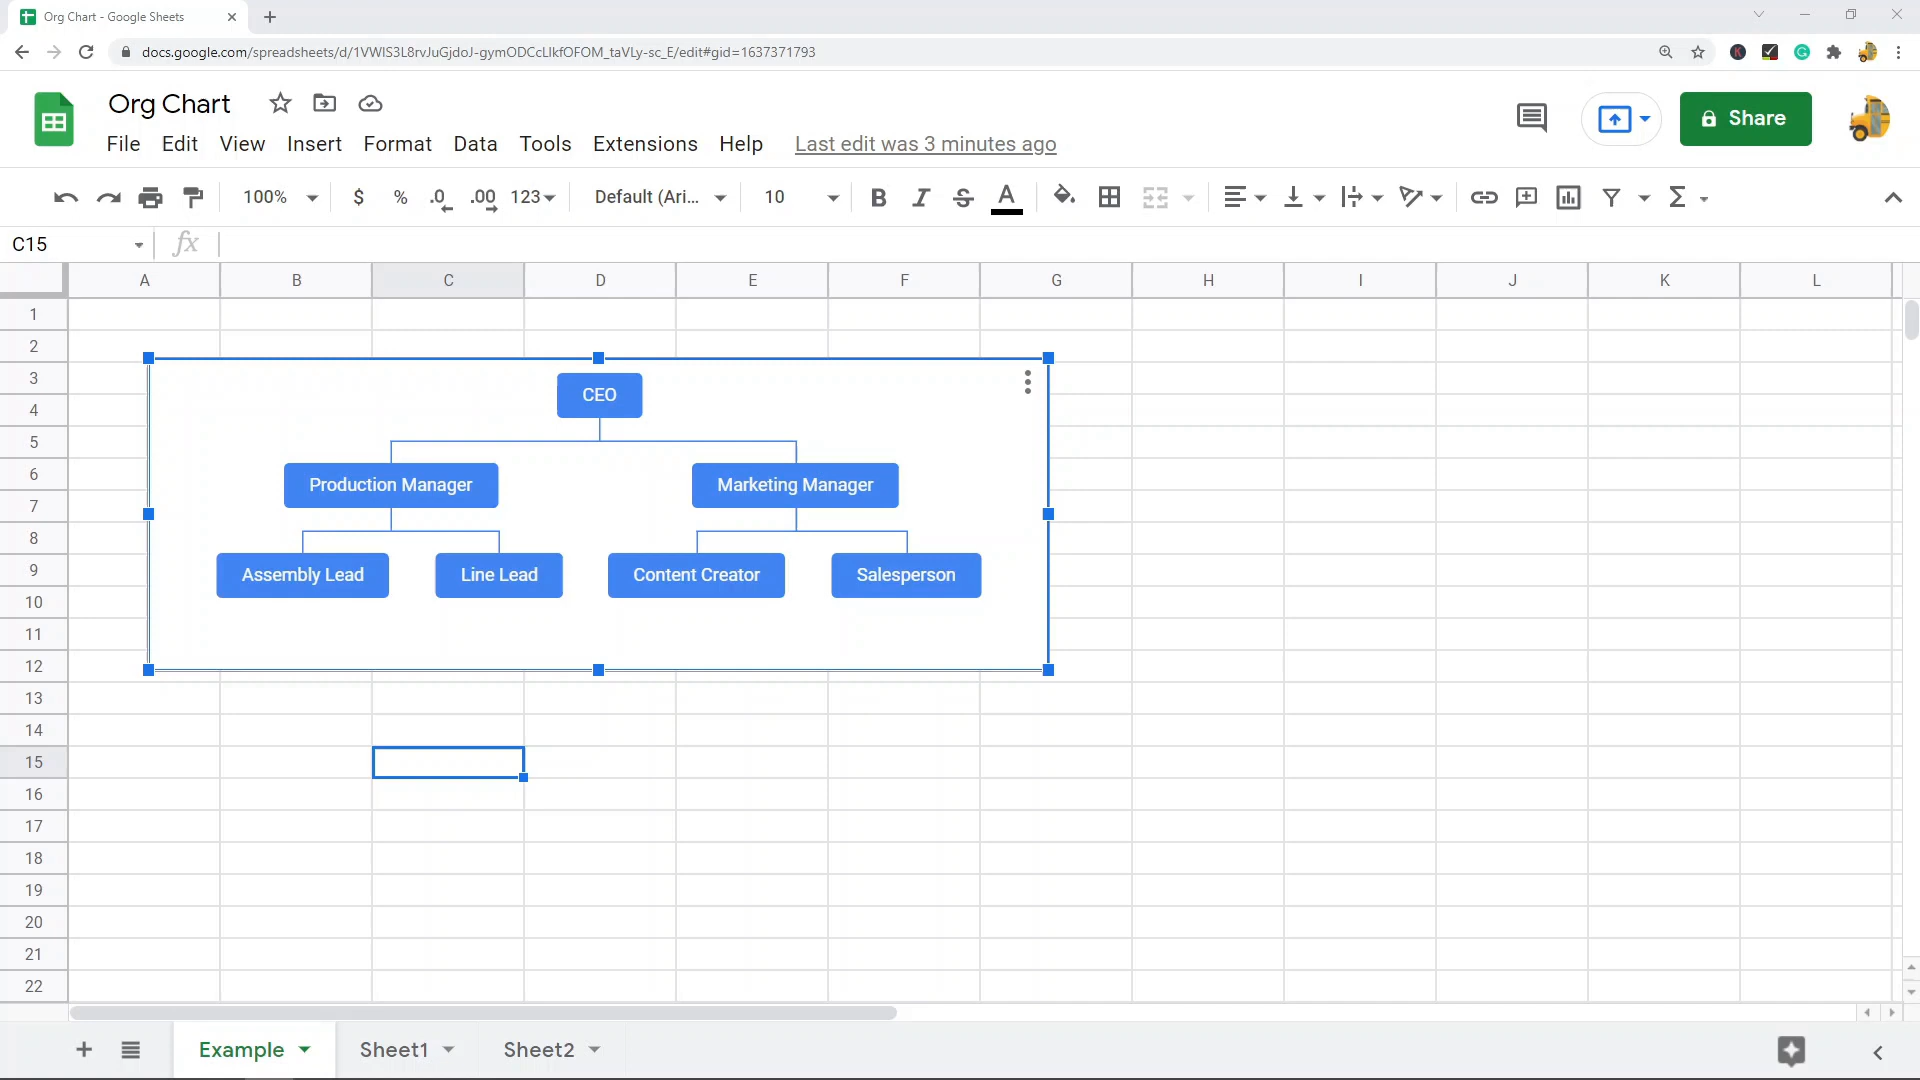 Org Chart - Google Sheets
docs.google.com/spreadsheets/d/1VWIS3L8rvJuGjdoJ-gymODCcLIkfOFOM_taVLy-sc_E/edit#gid=1637371793
Org Chart
File Edit View Insert Format Data Tools Extensions Help Last edit was 3 minutes ago
Share
100% $ % .0 .00 123 Default (Ari... 10 B I S A Σ
C15 fx
A B C D E F G H I J K L
1
2
3
CEO
4
5
6
Production Manager Marketing Manager
7
8
9
Assembly Lead Line Lead Content Creator Salesperson
10
11
12
13
14
15
16
17
18
19
20
21
22
Example Sheet1 Sheet2